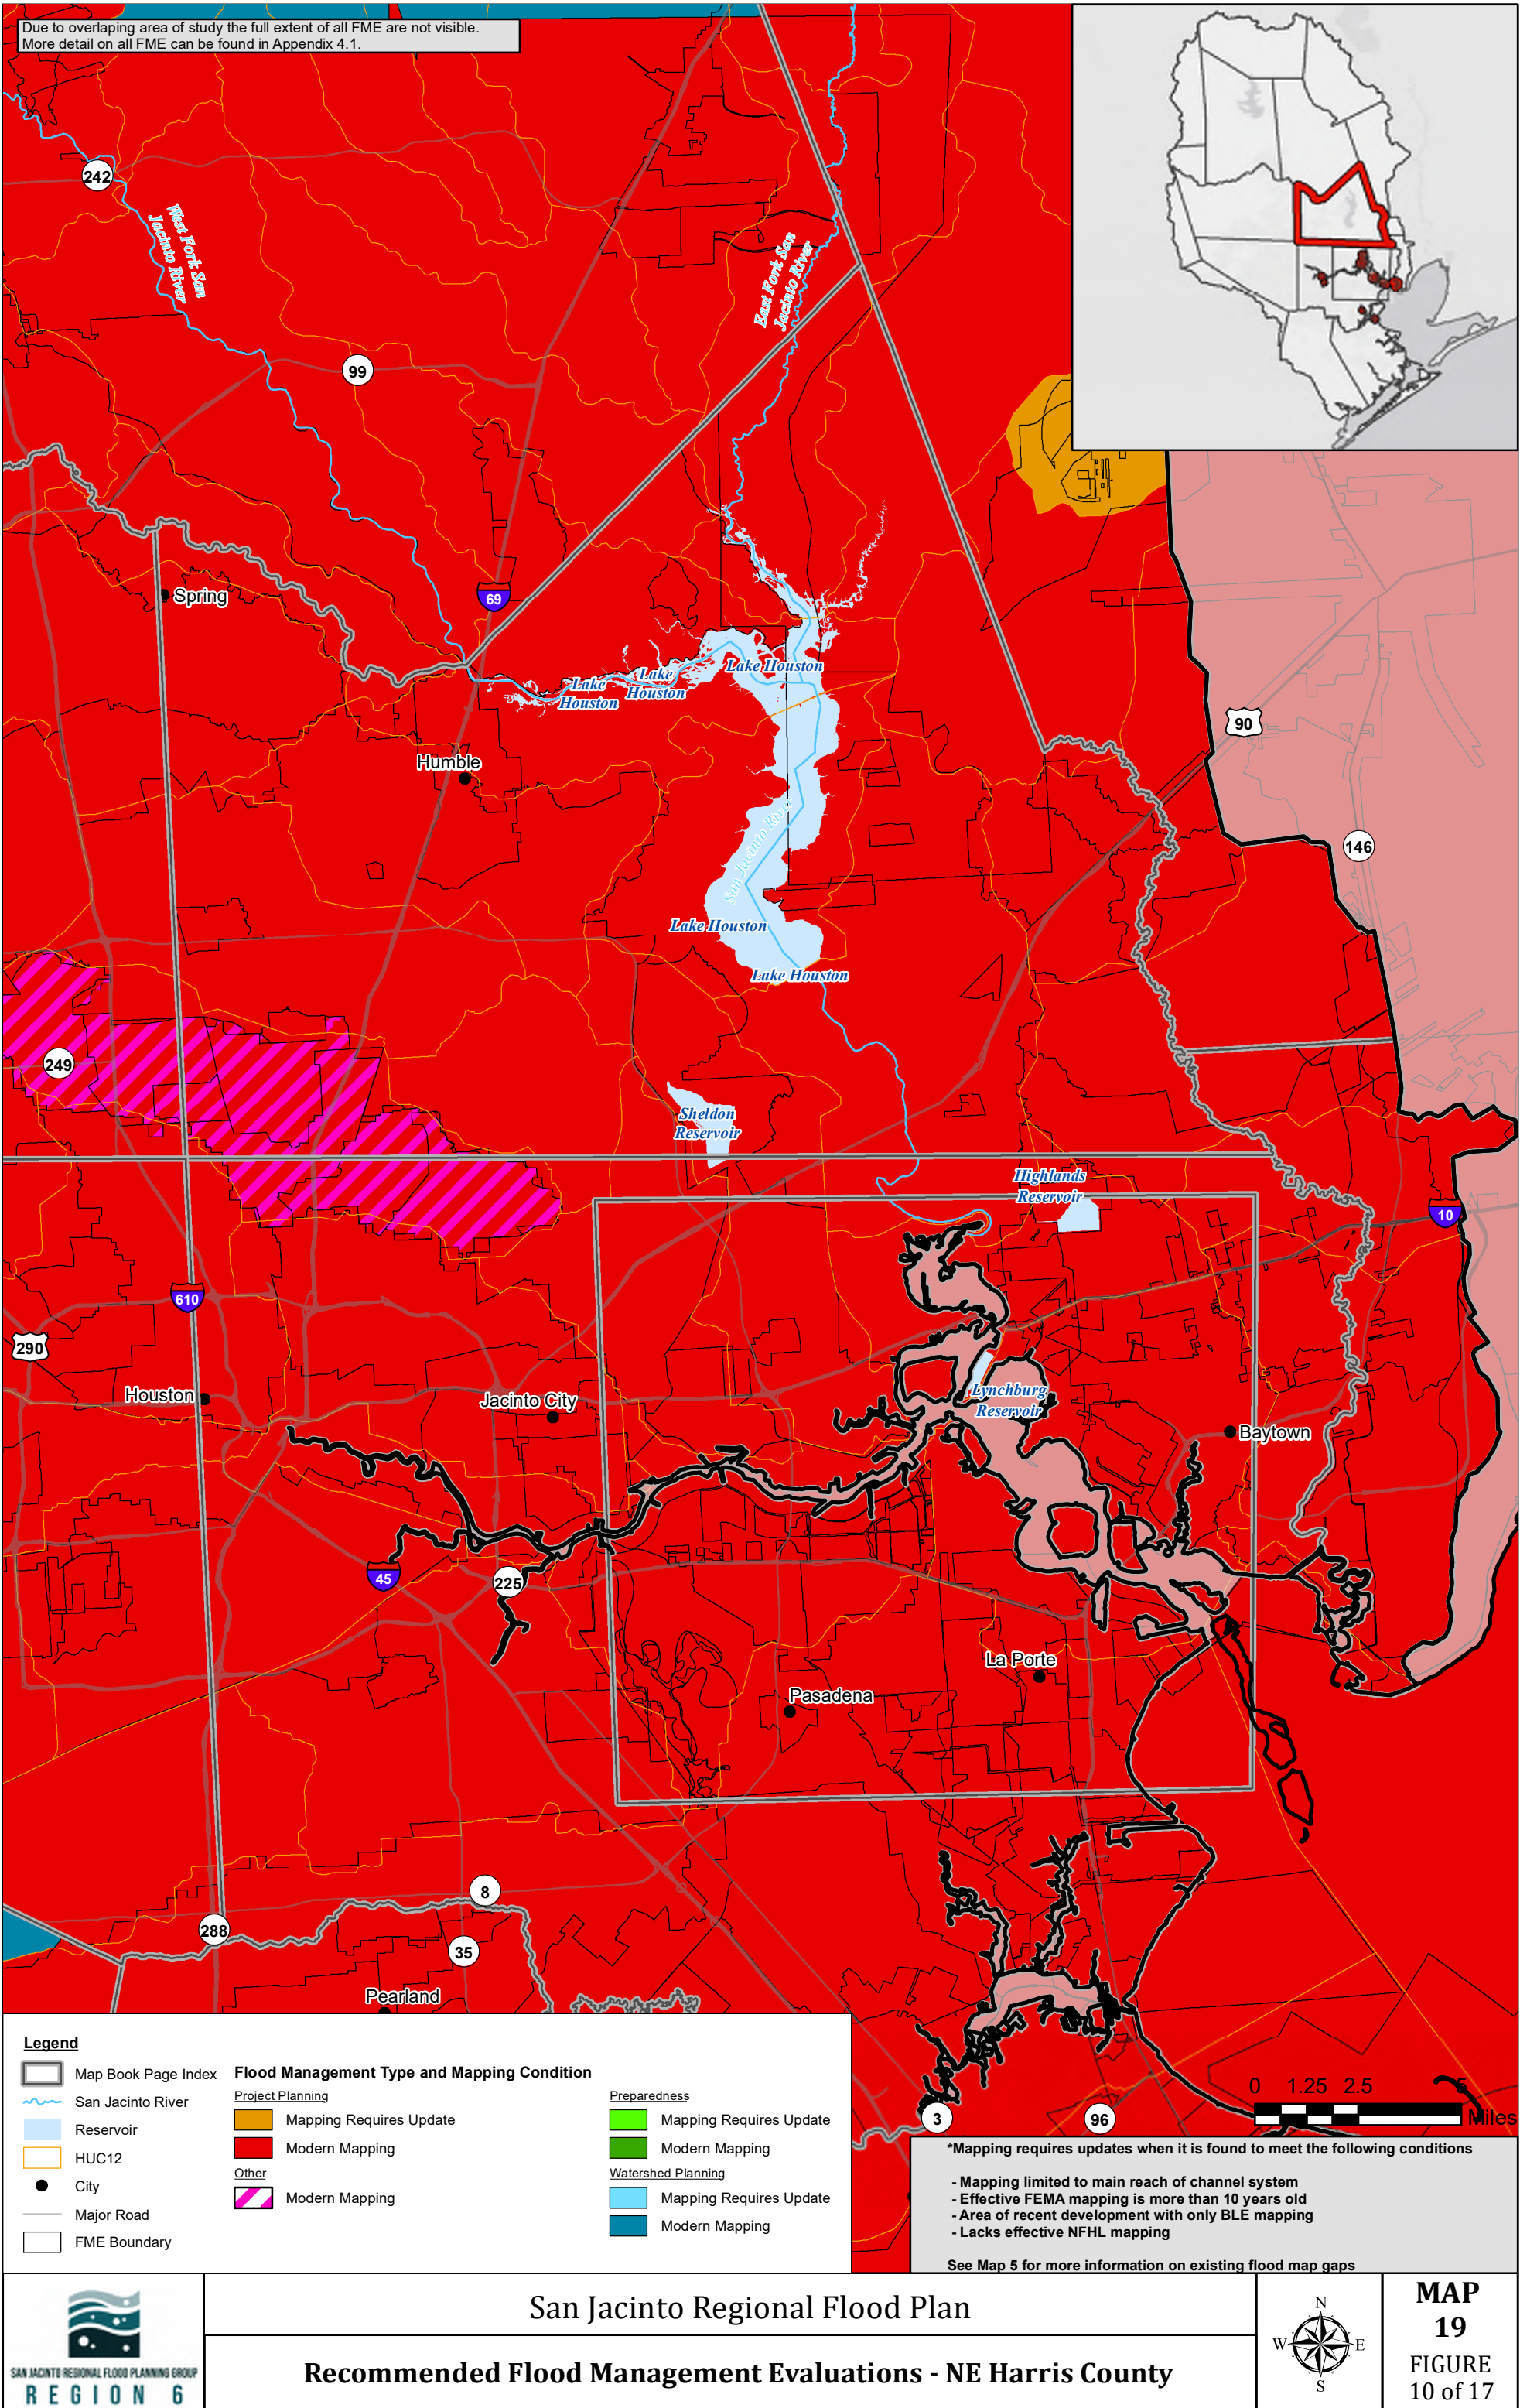 Due to overlaping area of study the full extent of all FME are not visible.
More detail on all FME can be found in Appendix 4.1.
242
West Fork San
Jacinto River
East Fork San
Jacinto River
99
Spring
69
Lake Houston
Lake
Houston
Lake
Houston
90
Humble
146
San Jacinto River
Lake Houston
Lake Houston
249
Sheldon
Reservoir
Highlands
Reservoir
10
610
290
Houston
Jacinto City
Lynchburg
Reservoir
Baytown
45
225
La Porte
Pasadena
8
288
35
Pearland
3
96
0 1.25 2.5 5
Miles
Legend
Map Book Page Index
San Jacinto River
Reservoir
HUC12
City
Major Road
FME Boundary
Flood Management Type and Mapping Condition
Project Planning
Mapping Requires Update
Modern Mapping
Other
Modern Mapping
Preparedness
Mapping Requires Update
Modern Mapping
Watershed Planning
Mapping Requires Update
Modern Mapping
*Mapping requires updates when it is found to meet the following conditions
- Mapping limited to main reach of channel system
- Effective FEMA mapping is more than 10 years old
- Area of recent development with only BLE mapping
- Lacks effective NFHL mapping
See Map 5 for more information on existing flood map gaps
SAN JACINTO REGIONAL FLOOD PLANNING GROUP
REGION 6
San Jacinto Regional Flood Plan
Recommended Flood Management Evaluations - NE Harris County
N
W E
S
MAP
19
FIGURE
10 of 17